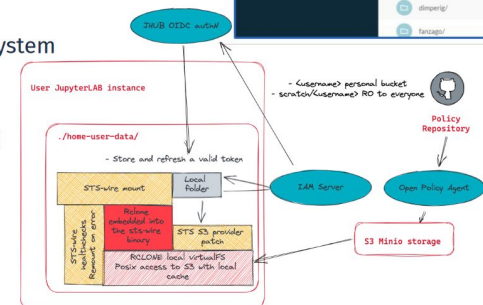 dimperig/
fanzago/
ystem
JHUB OIDC authN
User JupyterLAB instance
- <username> personal bucket
- scratch/<username> RO to everyone
Policy
Repository
./home-user-data/
- Store and refresh a valid token
STS-wire mount
Local
folder
IAM Server
Open Policy Agent
STS-wire
healthchecks
Remount on error
Rclone
embedded into
the sts-wire
binary
STS S3 provider
patch
S3 Minio storage
RCLONE local virtualFS
Posix access to S3 with local
cache